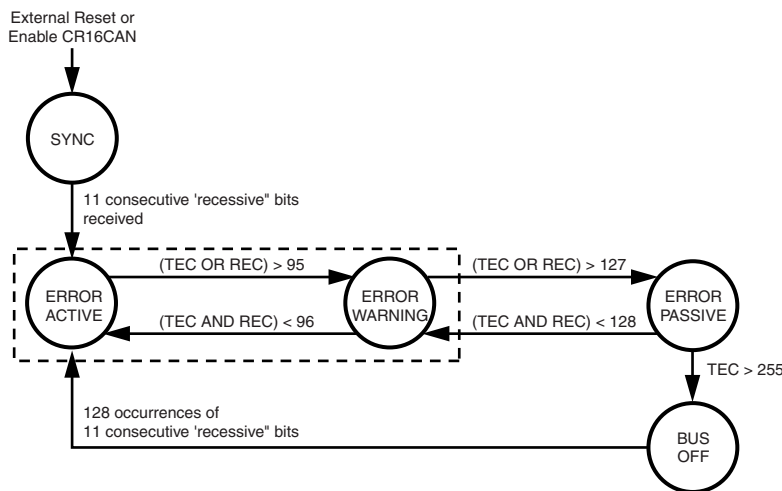 External Reset or
Enable CR16CAN
SYNC
11 consecutive 'recessive" bits
received
(TEC OR REC) > 95
(TEC OR REC) > 127
ERROR
ACTIVE
ERROR
WARNING
ERROR
PASSIVE
(TEC AND REC) < 96
(TEC AND REC) < 128
TEC > 255
128 occurrences of
11 consecutive 'recessive" bits
BUS
OFF